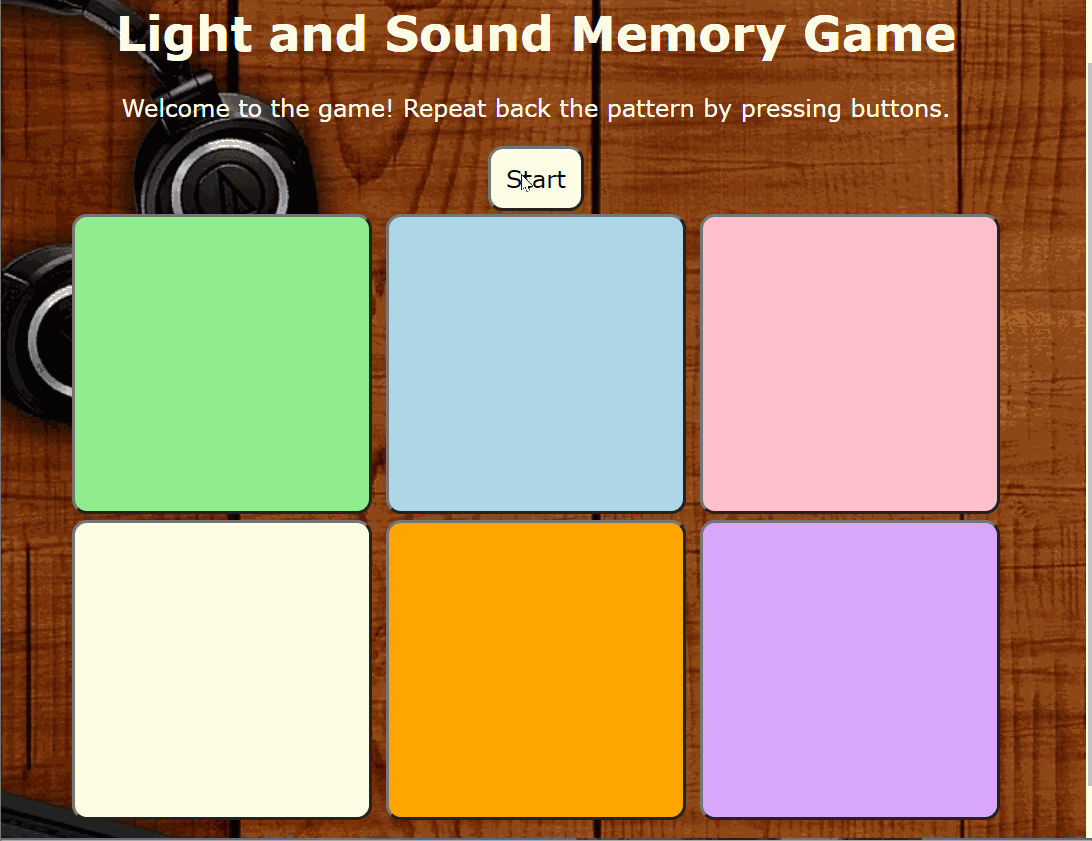 Light and Sound Memory Game
Welcome to the game! Repeat back the pattern by pressing buttons.
Start